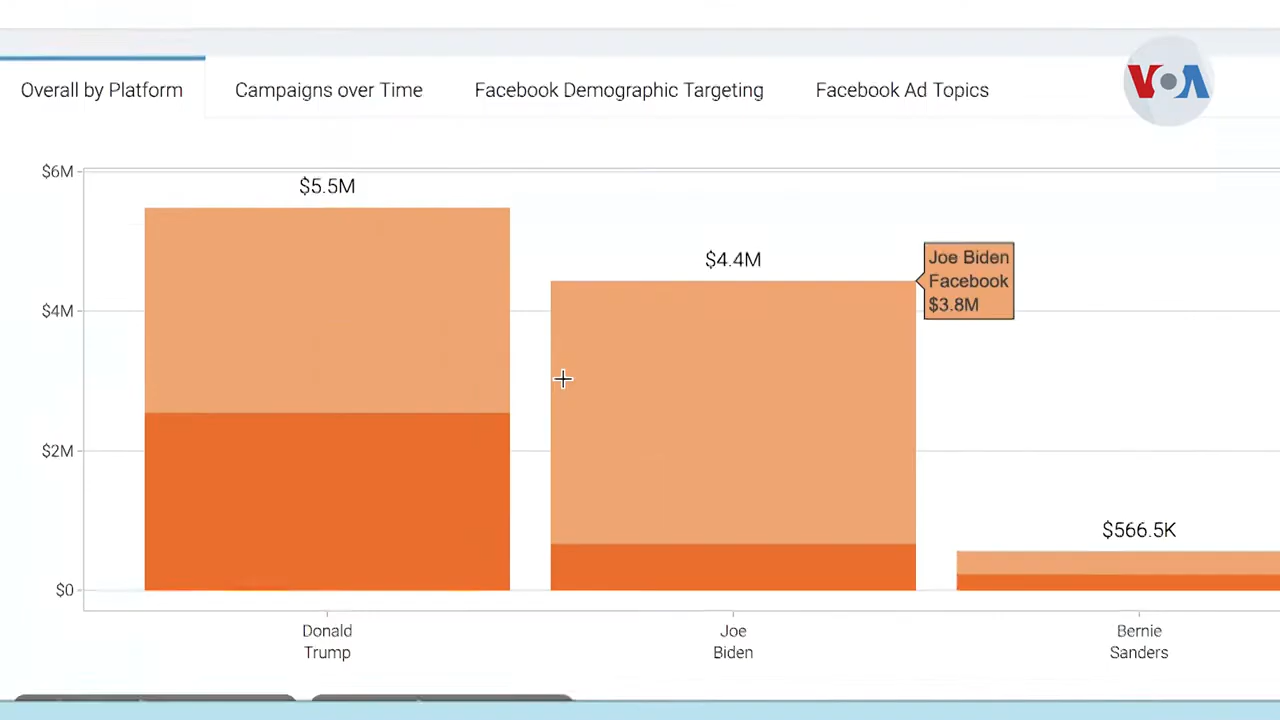 Overall by Platform
Campaigns over Time
Facebook Demographic Targeting
Facebook Ad Topics
VOA
$6M
$5.5M
$4.4M
Joe Biden
Facebook
$3.8M
$4M
$2M
$566.5K
$0
Donald
Trump
Joe
Biden
Bernie
Sanders